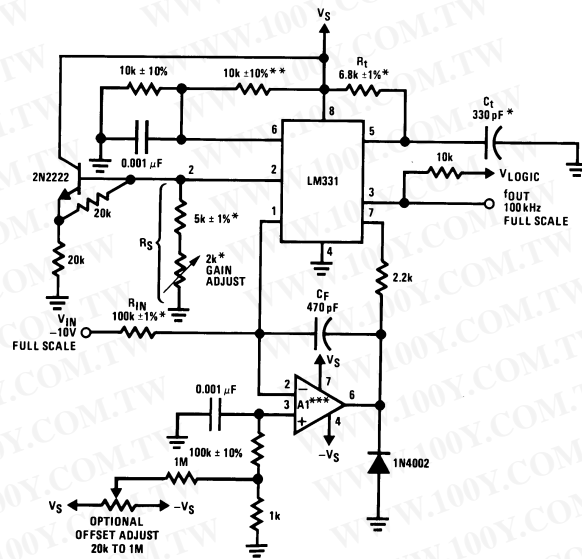 WWW.100Y.COM.TW
VS
10k ±10%
10k ±10%**
Rt
6.8k ±1%*
Ct
330 pF*
8
6
5
0.001 µF
10k
VLOGIC
2N2222
2
2
LM331
3
fOUT
100 kHz
FULL SCALE
20k
1
7
5k ±1%*
RS
4
20k
2k*
GAIN
ADJUST
2.2k
VIN
-10V
FULL SCALE
RIN
100k ±1%*
CF
470 pF
VS
7
2
0.001 µF
3
A1***
6
4
-VS
100k ±10%
1N4002
1M
VS
-VS
1k
OPTIONAL
OFFSET ADJUST
20k TO 1M